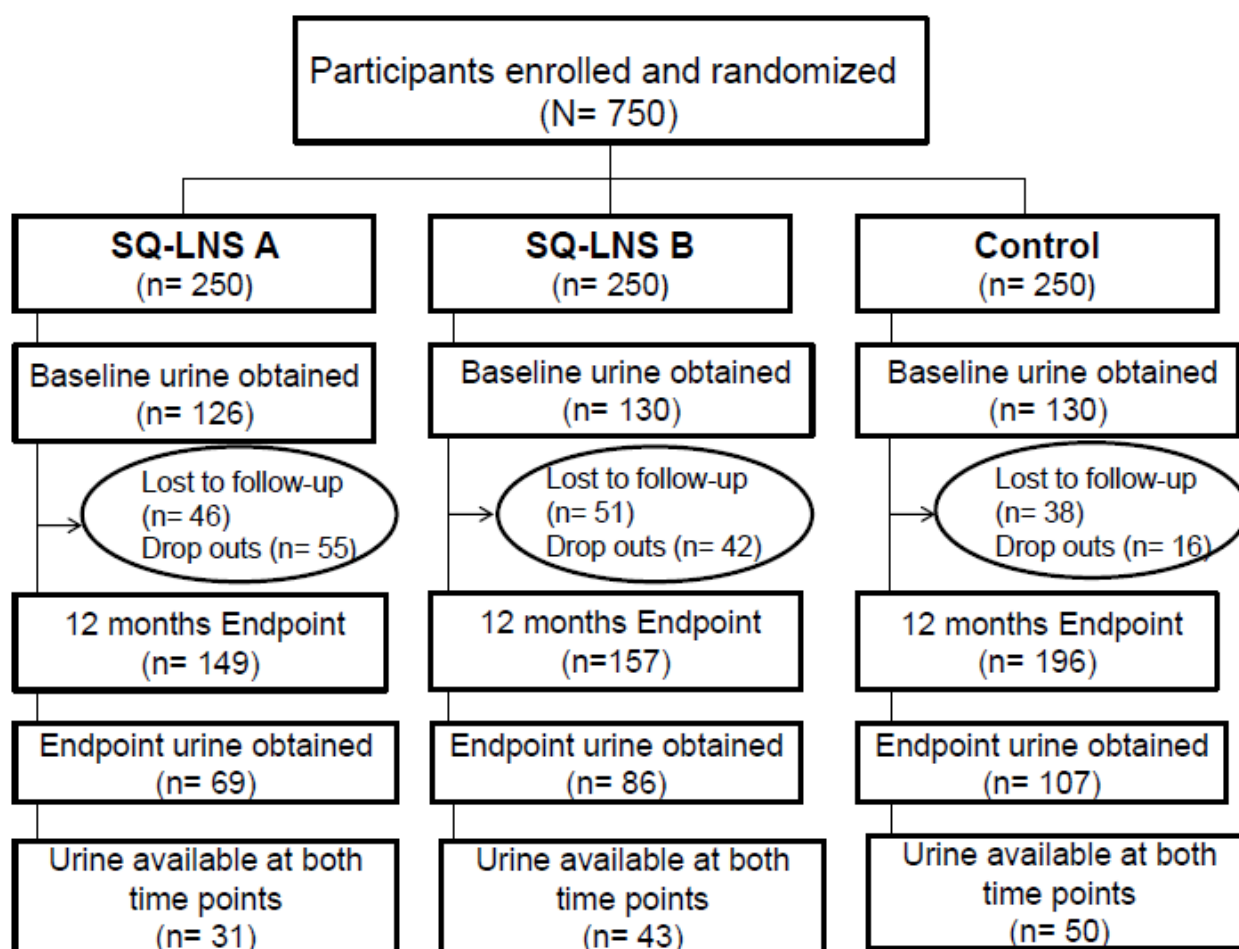 Participants enrolled and randomized
(N= 750)
SQ-LNS A
(n= 250)
SQ-LNS B
(n= 250)
Control
(n= 250)
Baseline urine obtained
(n= 126)
Baseline urine obtained
(n= 130)
Baseline urine obtained
(n= 130)
Lost to follow-up
(n= 46)
Drop outs (n= 55)
Lost to follow-up
(n= 51)
Drop outs (n= 42)
Lost to follow-up
(n= 38)
Drop outs (n= 16)
12 months Endpoint
(n= 149)
12 months Endpoint
(n=157)
12 months Endpoint
(n= 196)
Endpoint urine obtained
(n= 69)
Endpoint urine obtained
(n= 86)
Endpoint urine obtained
(n= 107)
Urine available at both
time points
(n= 31)
Urine available at both
time points
(n= 43)
Urine available at both
time points
(n= 50)